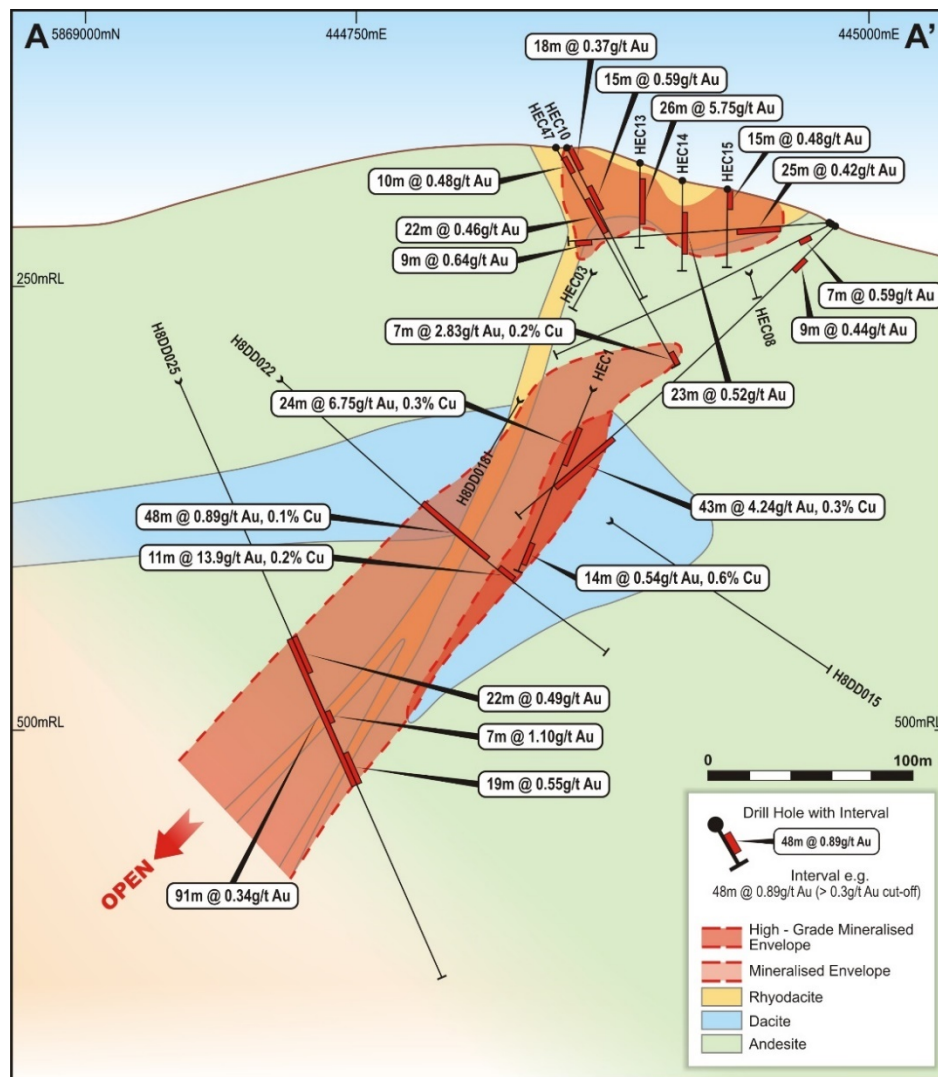 A
5869000mN
444750mE
445000mE
A'
18m @ 0.37g/t Au
15m @ 0.59g/t Au
26m @ 5.75g/t Au
15m @ 0.48g/t Au
25m @ 0.42g/t Au
HEC47
HEC10
HEC13
HEC14
HEC15
10m @ 0.48g/t Au
22m @ 0.46g/t Au
9m @ 0.64g/t Au
HEC03
HEC08
250mRL
7m @ 0.59g/t Au
9m @ 0.44g/t Au
H8DD025
H8DD022
7m @ 2.83g/t Au, 0.2% Cu
HEC1
23m @ 0.52g/t Au
24m @ 6.75g/t Au, 0.3% Cu
H8DD018
48m @ 0.89g/t Au, 0.1% Cu
43m @ 4.24g/t Au, 0.3% Cu
11m @ 13.9g/t Au, 0.2% Cu
14m @ 0.54g/t Au, 0.6% Cu
H8DD015
22m @ 0.49g/t Au
500mRL
500mRL
7m @ 1.10g/t Au
19m @ 0.55g/t Au
0
100m
OPEN
91m @ 0.34g/t Au
Drill Hole with Interval
48m @ 0.89g/t Au
Interval e.g.
48m @ 0.89g/t Au (> 0.3g/t Au cut-off)
High - Grade Mineralised
Envelope
Mineralised Envelope
Rhyodacite
Dacite
Andesite